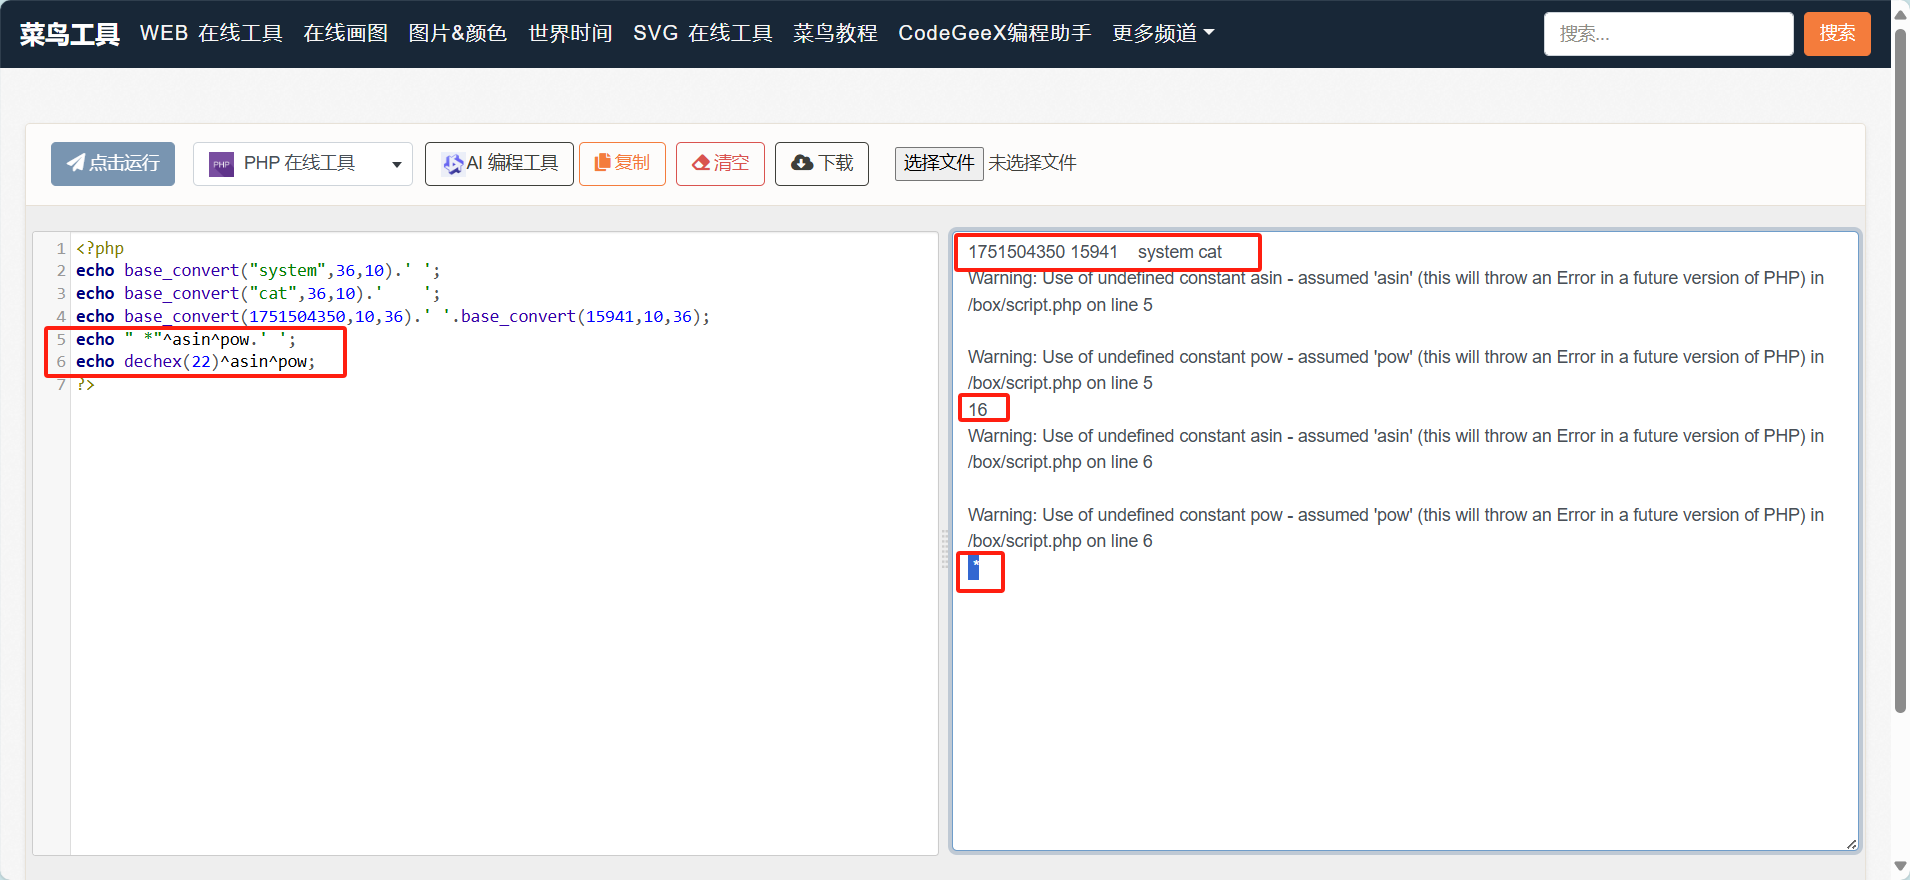 菜鸟工具 WEB 在线工具 在线画图 图片&颜色 世界时间 SVG 在线工具 菜鸟教程 CodeGeeX编程助手 更多频道 搜索... 搜索
点击运行 PHP PHP 在线工具 AI 编程工具 复制 清空 下载 选择文件 未选择文件
1 <?php
2 echo base_convert("system",36,10).' ';
3 echo base_convert("cat",36,10).'    ';
4 echo base_convert(1751504350,10,36).' '.base_convert(15941,10,36);
5 echo " *"^asin^pow.' ';
6 echo dechex(22)^asin^pow;
7 ?>
1751504350 15941    system cat
Warning: Use of undefined constant asin - assumed 'asin' (this will throw an Error in a future version of PHP) in
/box/script.php on line 5
Warning: Use of undefined constant pow - assumed 'pow' (this will throw an Error in a future version of PHP) in
/box/script.php on line 5
16
Warning: Use of undefined constant asin - assumed 'asin' (this will throw an Error in a future version of PHP) in
/box/script.php on line 6
Warning: Use of undefined constant pow - assumed 'pow' (this will throw an Error in a future version of PHP) in
/box/script.php on line 6
*